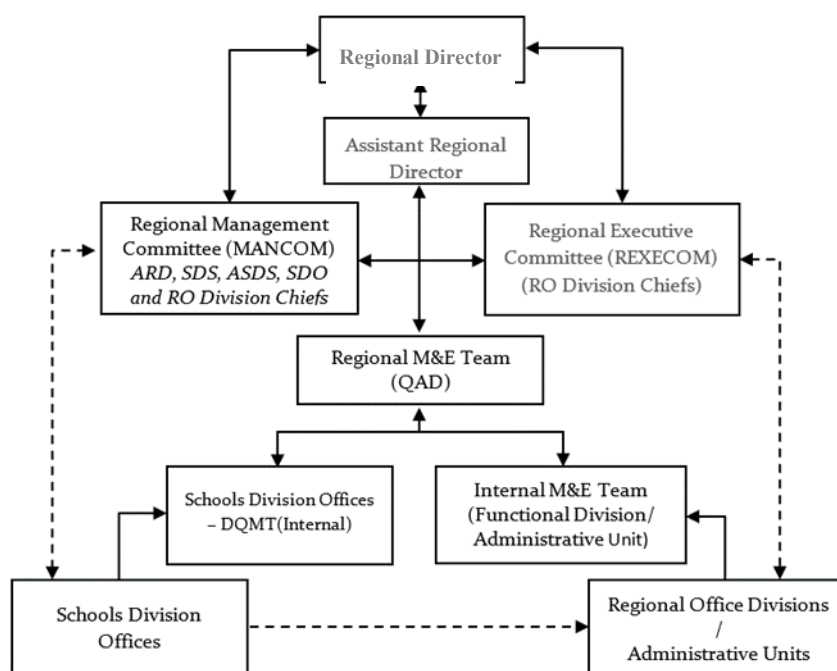 Regional Director
Assistant Regional
Director
Regional Management
Committee (MANCOM)
ARD, SDS, ASDS, SDO
and RO Division Chiefs
Regional Executive
Committee (REXECOM)
(RO Division Chiefs)
Regional M&E Team
(QAD)
Schools Division Offices
– DQMT(Internal)
Internal M&E Team
(Functional Division/
Administrative Unit)
Schools Division
Offices
Regional Office Divisions
/
Administrative Units